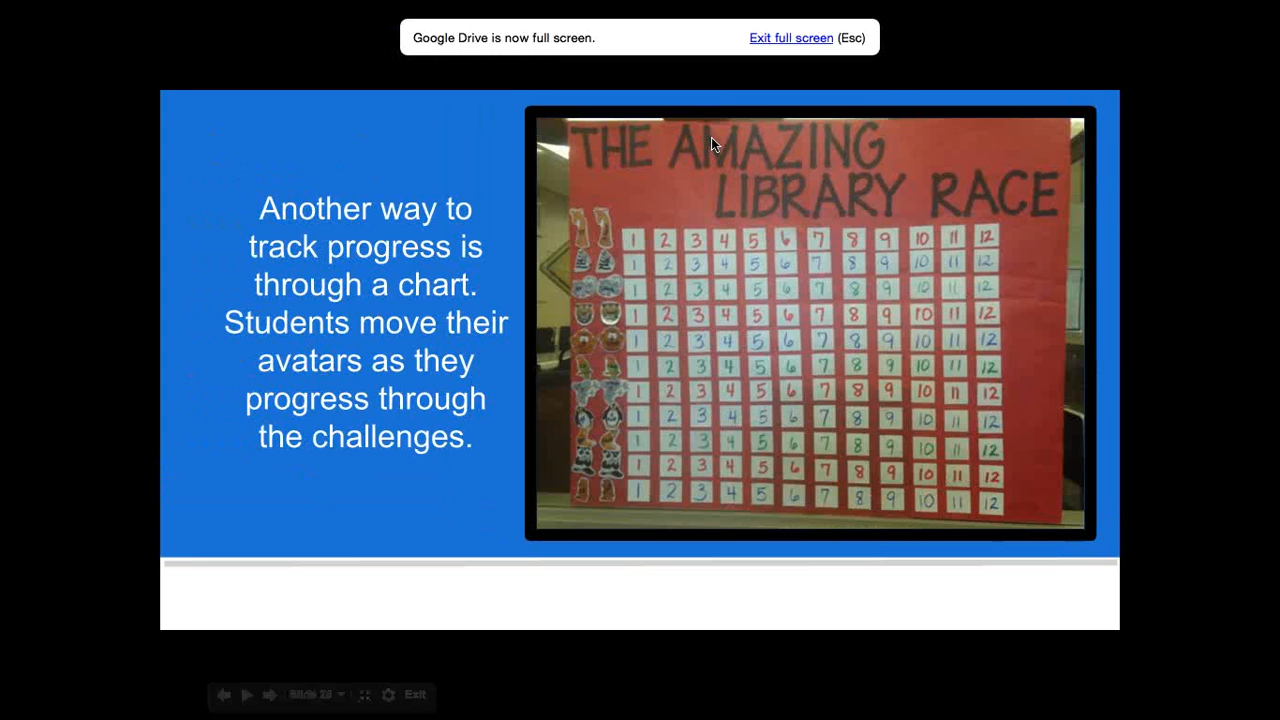 Google Drive is now full screen. Exit full screen (Esc)
THE AMAZING
LIBRARY RACE
Another way to
track progress is
through a chart.
Students move their
avatars as they
progress through
the challenges.
1 2 3 4 5 6 7 8 9 10 11 12
1 2 3 4 5 6 7 8 9 10 11 12
1 2 3 4 5 6 7 8 9 10 11 12
1 2 3 4 5 6 7 8 9 10 11 12
1 2 3 4 5 6 7 8 9 10 11 12
1 2 3 4 5 6 7 8 9 10 11 12
1 2 3 4 5 6 7 8 9 10 11 12
1 2 3 4 5 6 7 8 9 10 11 12
1 2 3 4 5 6 7 8 9 10 11 12
1 2 3 4 5 6 7 8 9 10 11 12
1 2 3 4 5 6 7 8 9 10 11 12
Exit